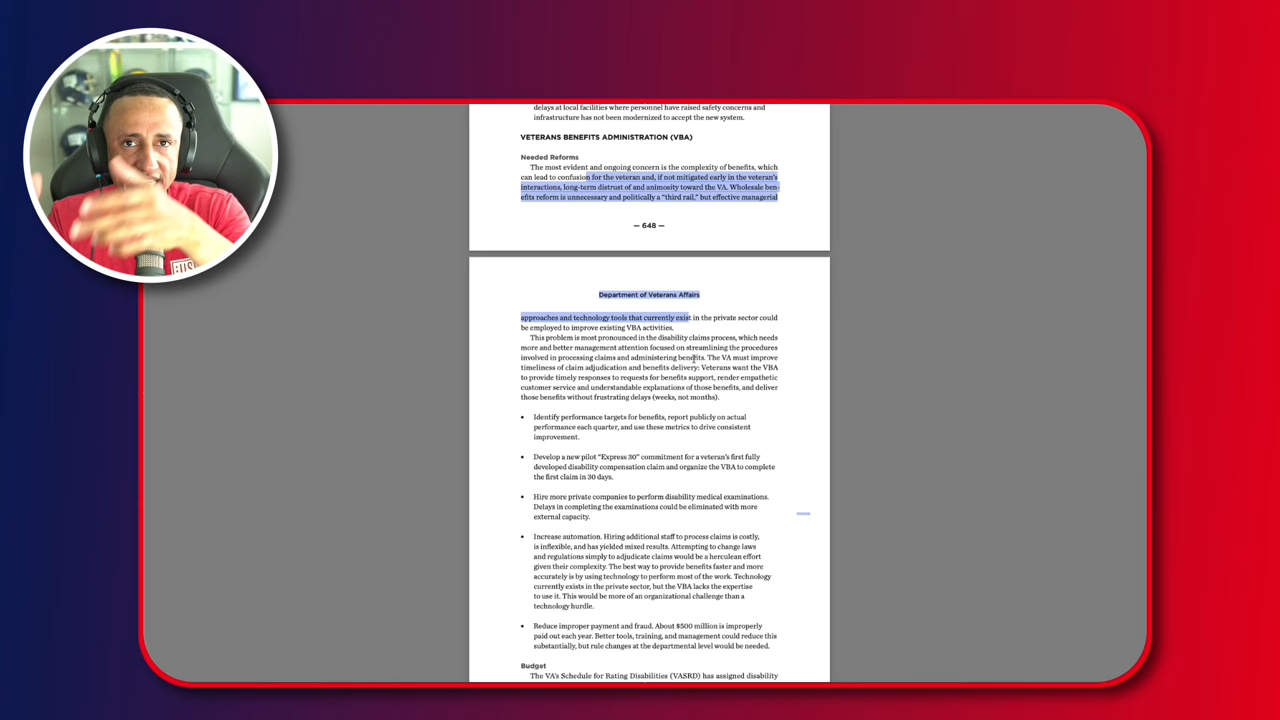 delays at local facilities where personnel have raised safety concerns and
infrastructure has not been modernized to accept the new system.
VETERANS BENEFITS ADMINISTRATION (VBA)
Needed Reforms
The most evident and ongoing concern is the complexity of benefits, which
can lead to confusion for the veteran and, if not mitigated early in the veteran's
interactions, long-term distrust of and animosity toward the VA. Wholesale ben-
efits reform is unnecessary and politically a "third rail," but effective managerial
— 648 —
Department of Veterans Affairs
approaches and technology tools that currently exist in the private sector could
be employed to improve existing VBA activities.
This problem is most pronounced in the disability claims process, which needs
more and better management attention focused on streamlining the procedures
involved in processing claims and administering benefits. The VA must improve
timeliness of claim adjudication and benefits delivery: Veterans want the VBA
to provide timely responses to requests for benefits support, render empathetic
customer service and understandable explanations of those benefits, and deliver
those benefits without frustrating delays (weeks, not months).
• Identify performance targets for benefits, report publicly on actual
performance each quarter, and use these metrics to drive consistent
improvement.
• Develop a new pilot "Express 30" commitment for a veteran's first fully
developed disability compensation claim and organize the VBA to complete
the first claim in 30 days.
• Hire more private companies to perform disability medical examinations.
Delays in completing the examinations could be eliminated with more
external capacity.
• Increase automation. Hiring additional staff to process claims is costly,
is inflexible, and has yielded mixed results. Attempting to change laws
and regulations simply to adjudicate claims would be a herculean effort
given their complexity. The best way to provide benefits faster and more
accurately is by using technology to perform most of the work. Technology
currently exists in the private sector, but the VBA lacks the expertise
to use it. This would be more of an organizational challenge than a
technology hurdle.
• Reduce improper payment and fraud. About $500 million is improperly
paid out each year. Better tools, training, and management could reduce this
substantially, but rule changes at the departmental level would be needed.
Budget
The VA's Schedule for Rating Disabilities (VASRD) has assigned disability